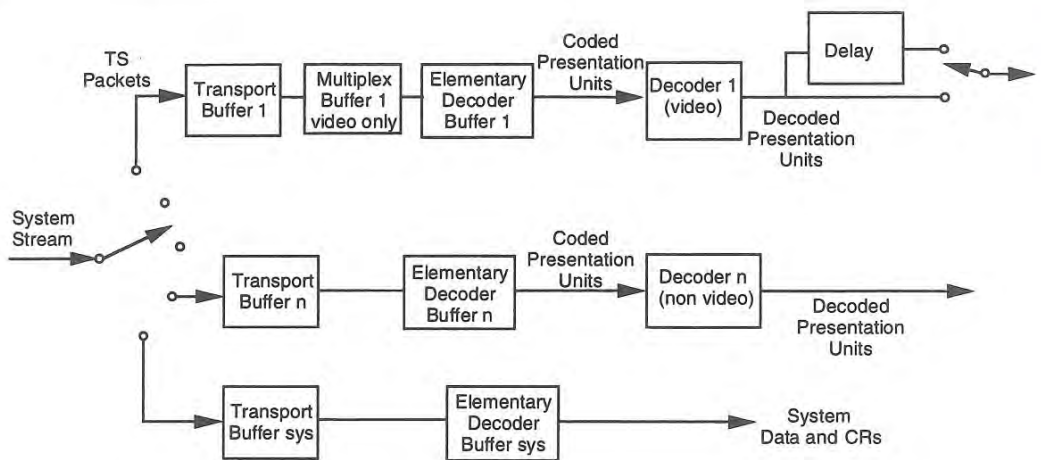 TS
Packets
Transport
Buffer 1
Multiplex
Buffer 1
video only
Elementary
Decoder
Buffer 1
Coded
Presentation
Units
Decoder 1
(video)
Delay
Decoded
Presentation
Units
System
Stream
Transport
Buffer n
Elementary
Decoder
Buffer n
Coded
Presentation
Units
Decoder n
(non video)
Decoded
Presentation
Units
Transport
Buffer sys
Elementary
Decoder
Buffer sys
System
Data and CRs